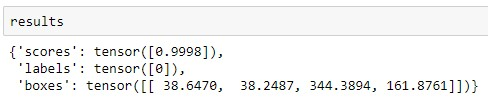 results
{'scores': tensor([0.9998]),
 'labels': tensor([0]),
 'boxes': tensor([[ 38.6470,  38.2487, 344.3894, 161.8761]])}